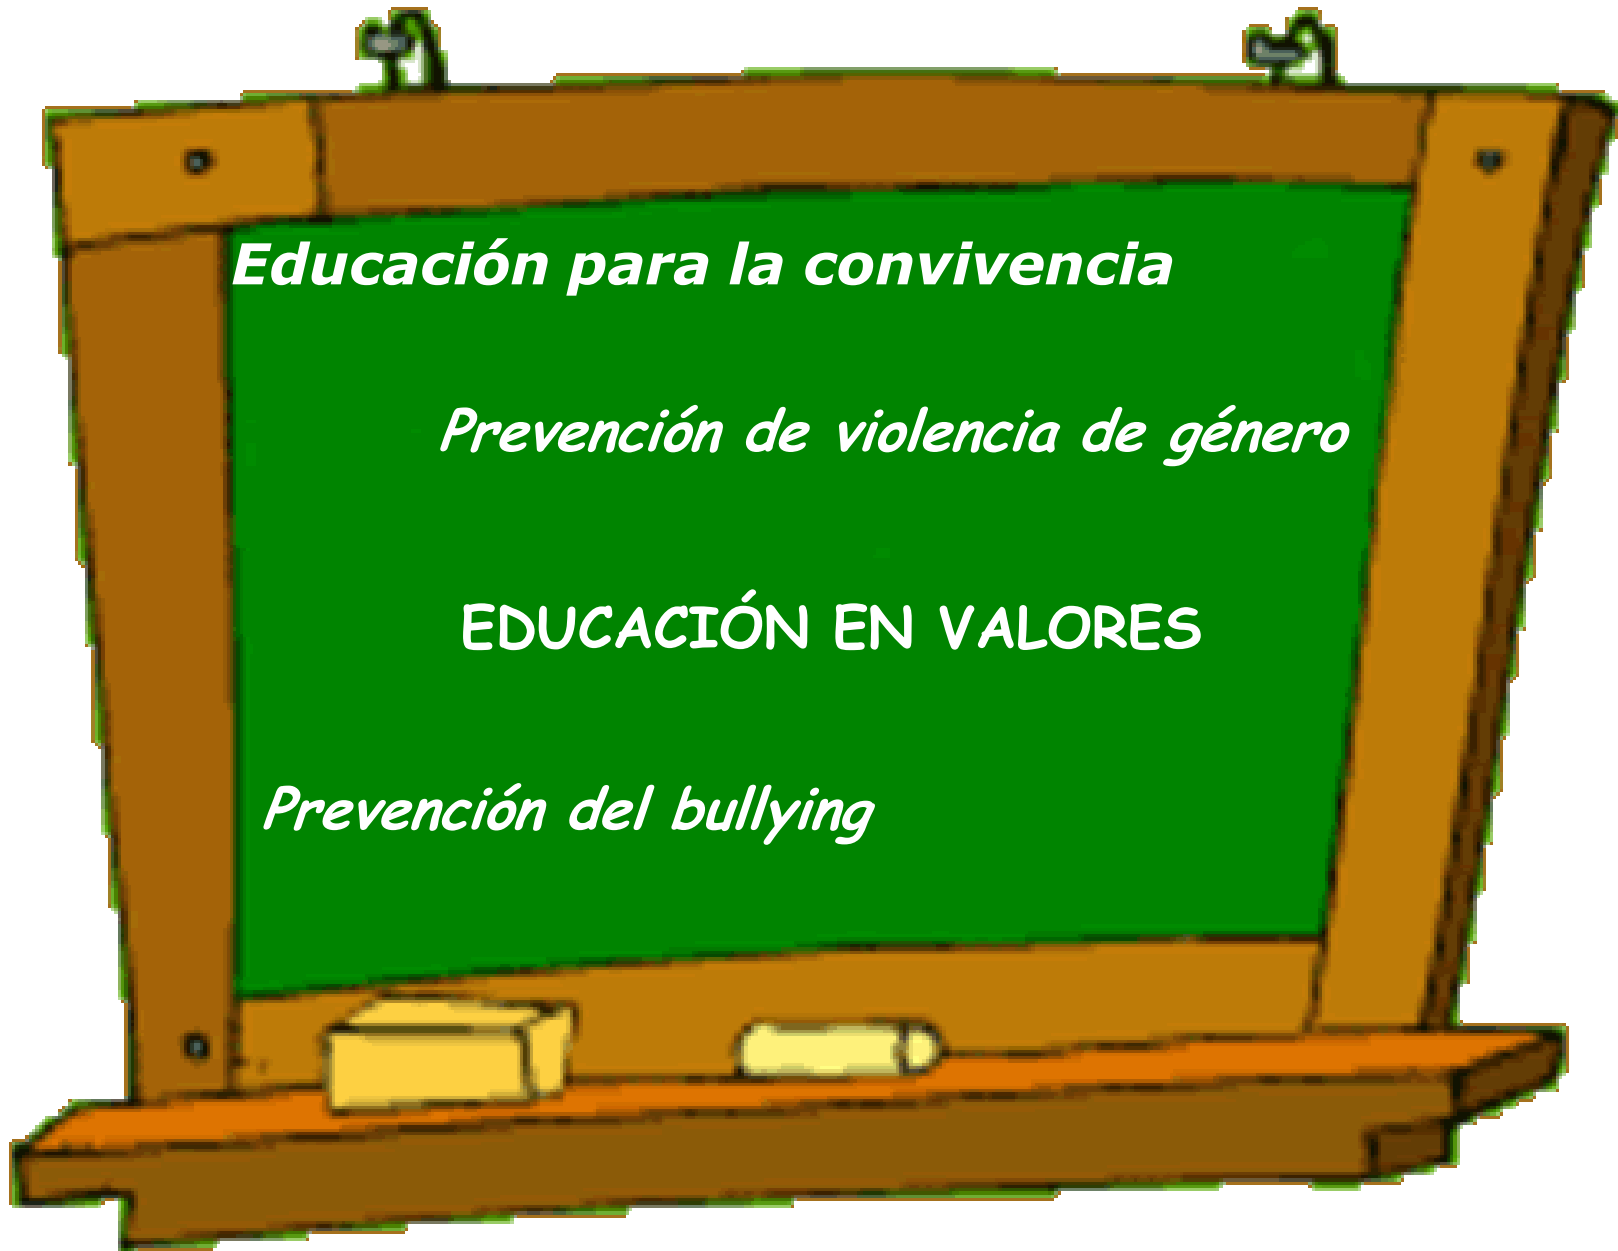 Educación para la convivencia
Prevención de violencia de género
EDUCACIÓN EN VALORES
Prevención del bullying